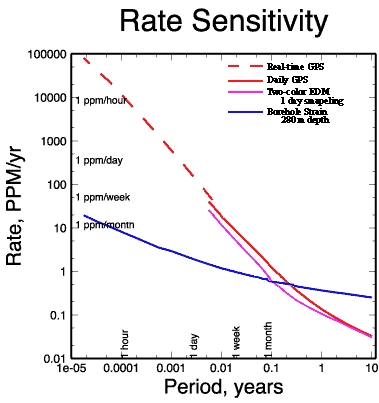 Rate Sensitivity
100000
10000
1000
100
10
1
0.1
0.01
Rate, PPM/yr
Real-time GPS
Daily GPS
Two-color EDM
1 day smapeling
Borehole Strain
280 m depth
1 ppm/hour
1 ppm/day
1 ppm/week
1 ppm/month
1 hour
1 day
1 week
1 month
1e-05 0.0001 0.001 0.01 0.1 1 10
Period, years